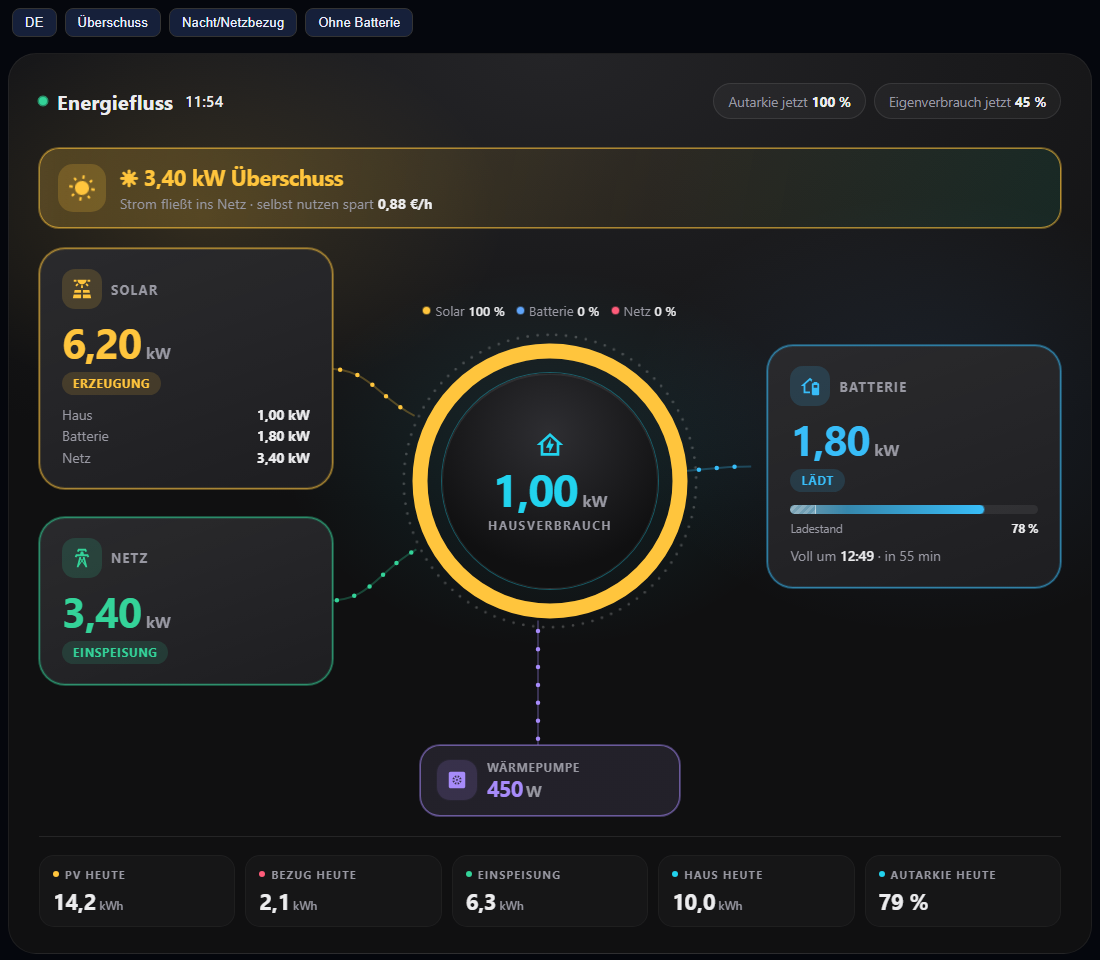 DE Überschuss Nacht/Netzbezug Ohne Batterie
Energiefluss 11:54
Autarkie jetzt 100 % Eigenverbrauch jetzt 45 %
☀ 3,40 kW Überschuss
Strom fließt ins Netz · selbst nutzen spart 0,88 €/h
SOLAR
6,20 kW
ERZEUGUNG
Haus 1,00 kW
Batterie 1,80 kW
Netz 3,40 kW
Solar 100 % Batterie 0 % Netz 0 %
1,00 kW
HAUSVERBRAUCH
BATTERIE
1,80 kW
LÄDT
Ladestand 78 %
Voll um 12:49 · in 55 min
NETZ
3,40 kW
EINSPEISUNG
WÄRMEPUMPE
450 W
PV HEUTE
14,2 kWh
BEZUG HEUTE
2,1 kWh
EINSPEISUNG
6,3 kWh
HAUS HEUTE
10,0 kWh
AUTARKIE HEUTE
79 %